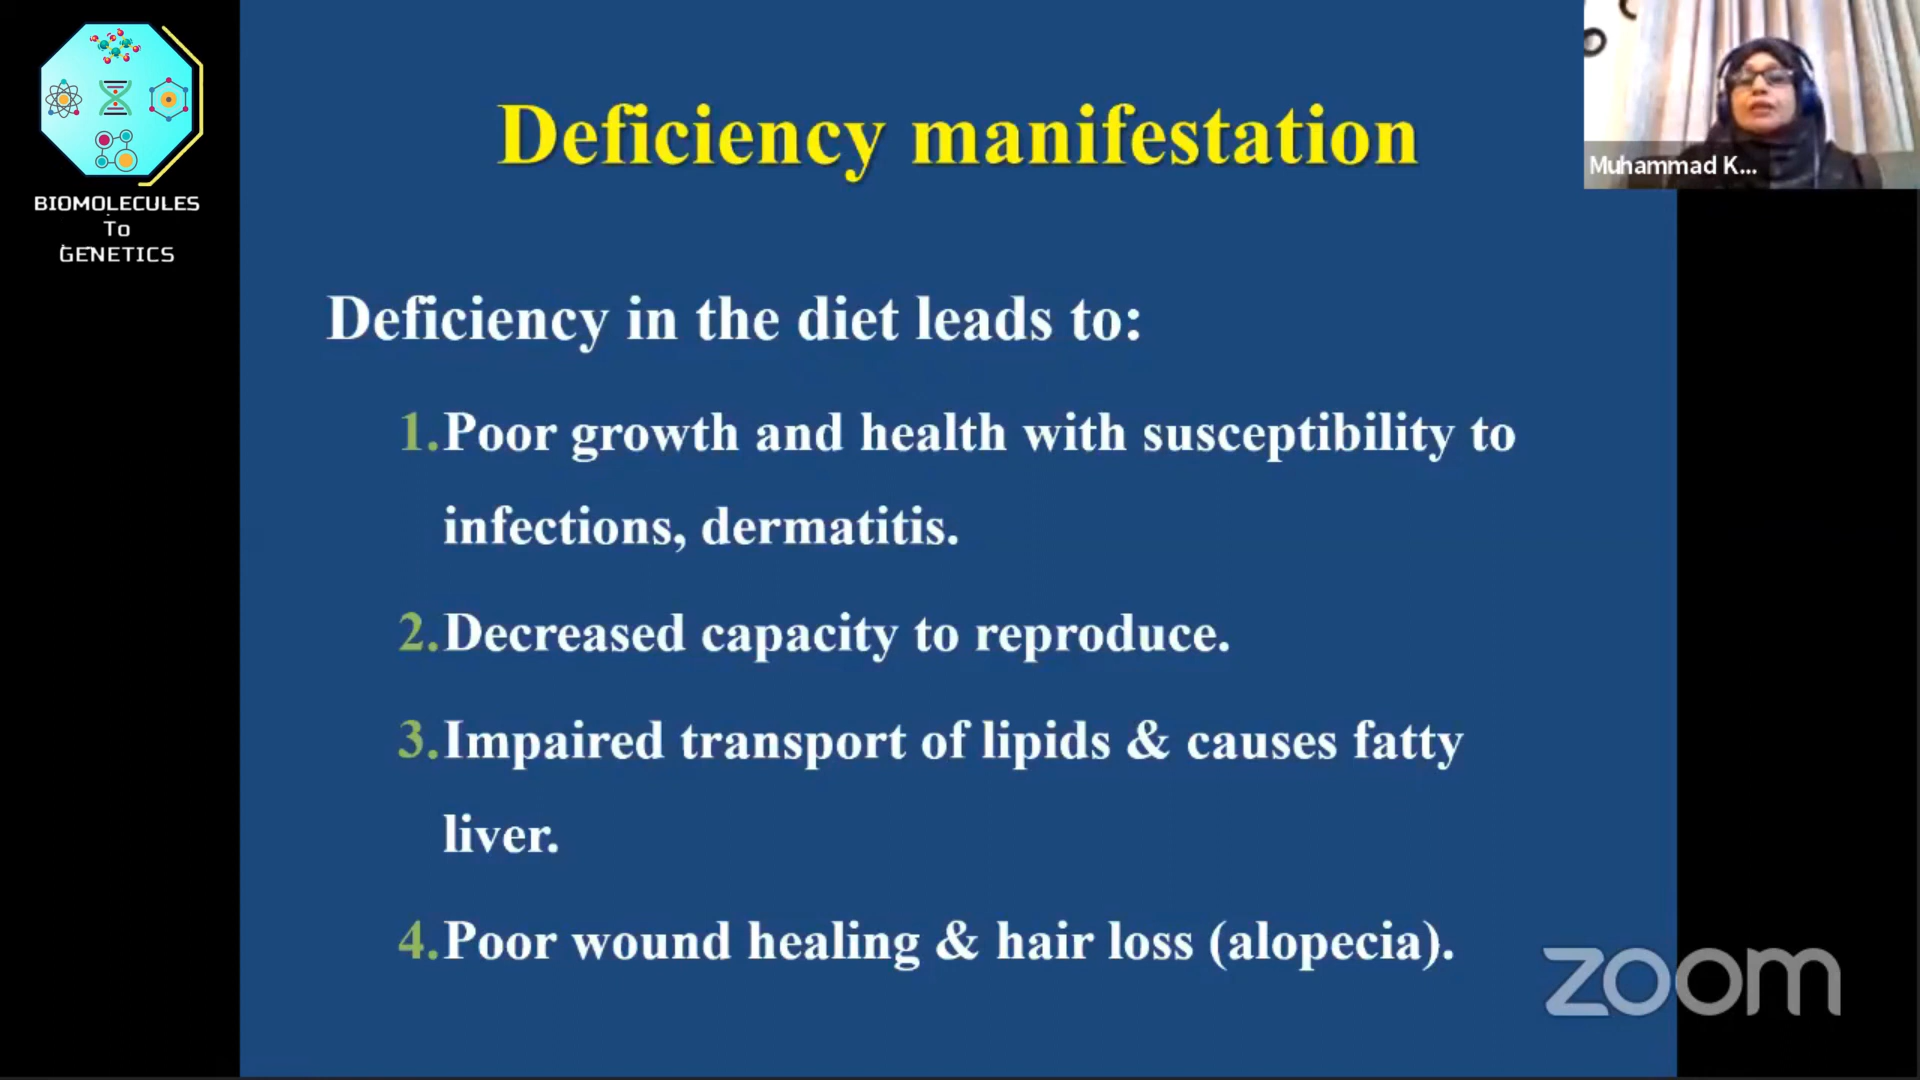 BIOMOLECULES
To
GENETICS
Deficiency manifestation
Muhammad K...
Deficiency in the diet leads to:
1.Poor growth and health with susceptibility to
infections, dermatitis.
2.Decreased capacity to reproduce.
3.Impaired transport of lipids & causes fatty
liver.
4.Poor wound healing & hair loss (alopecia).
zoom